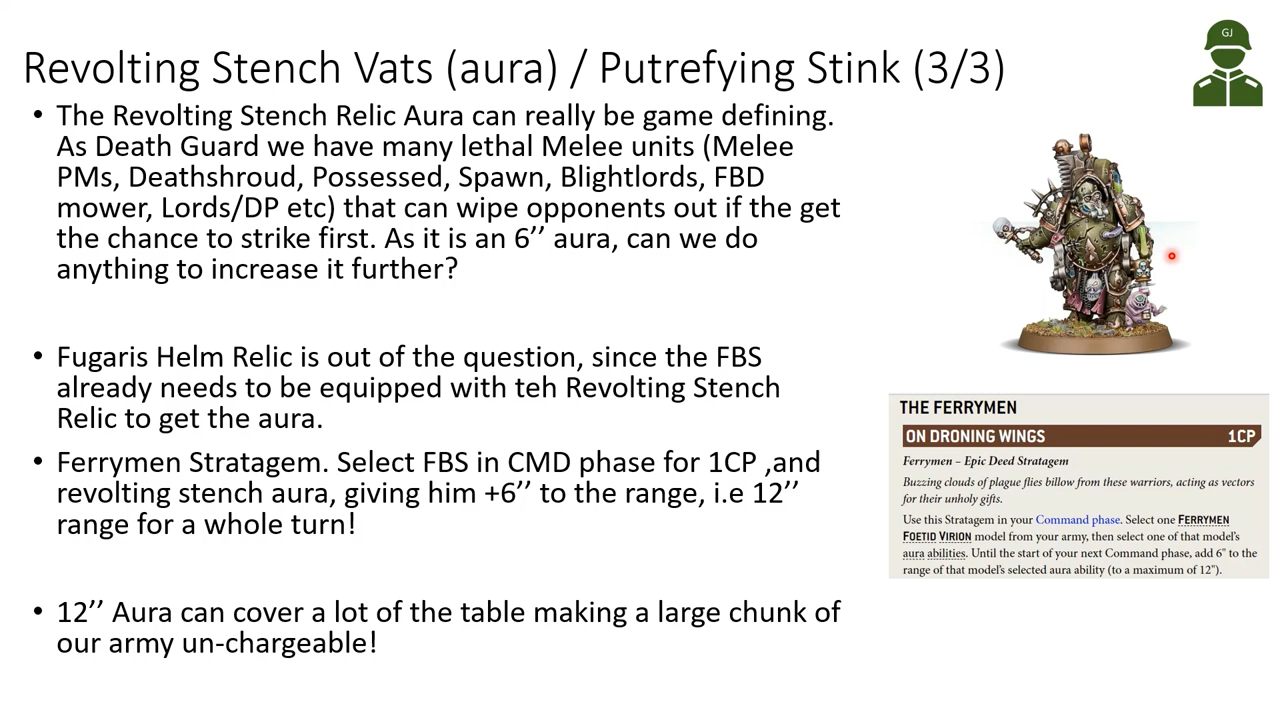 Revolting Stench Vats (aura) / Putrefying Stink (3/3)
GJ
• The Revolting Stench Relic Aura can really be game defining.
As Death Guard we have many lethal Melee units (Melee
PMs, Deathshroud, Possessed, Spawn, Blightlords, FBD
mower, Lords/DP etc) that can wipe opponents out if the get
the chance to strike first. As it is an 6’’ aura, can we do
anything to increase it further?
• Fugaris Helm Relic is out of the question, since the FBS
already needs to be equipped with teh Revolting Stench
Relic to get the aura.
• Ferrymen Stratagem. Select FBS in CMD phase for 1CP ,and
revolting stench aura, giving him +6’’ to the range, i.e 12’’
range for a whole turn!
• 12’’ Aura can cover a lot of the table making a large chunk of
our army un-chargeable!
THE FERRYMEN
ON DRONING WINGS 1CP
Ferrymen – Epic Deed Stratagem
Buzzing clouds of plague flies billow from these warriors, acting as vectors
for their unholy gifts.
Use this Stratagem in your Command phase. Select one FERRYMEN
FOETID VIRION model from your army, then select one of that model's
aura abilities. Until the start of your next Command phase, add 6" to the
range of that model's selected aura ability (to a maximum of 12").